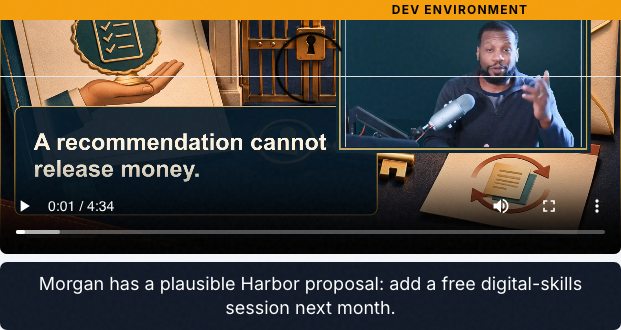 DEV ENVIRONMENT
A recommendation cannot
release money.
0:01 / 4:34
Morgan has a plausible Harbor proposal: add a free digital-skills
session next month.